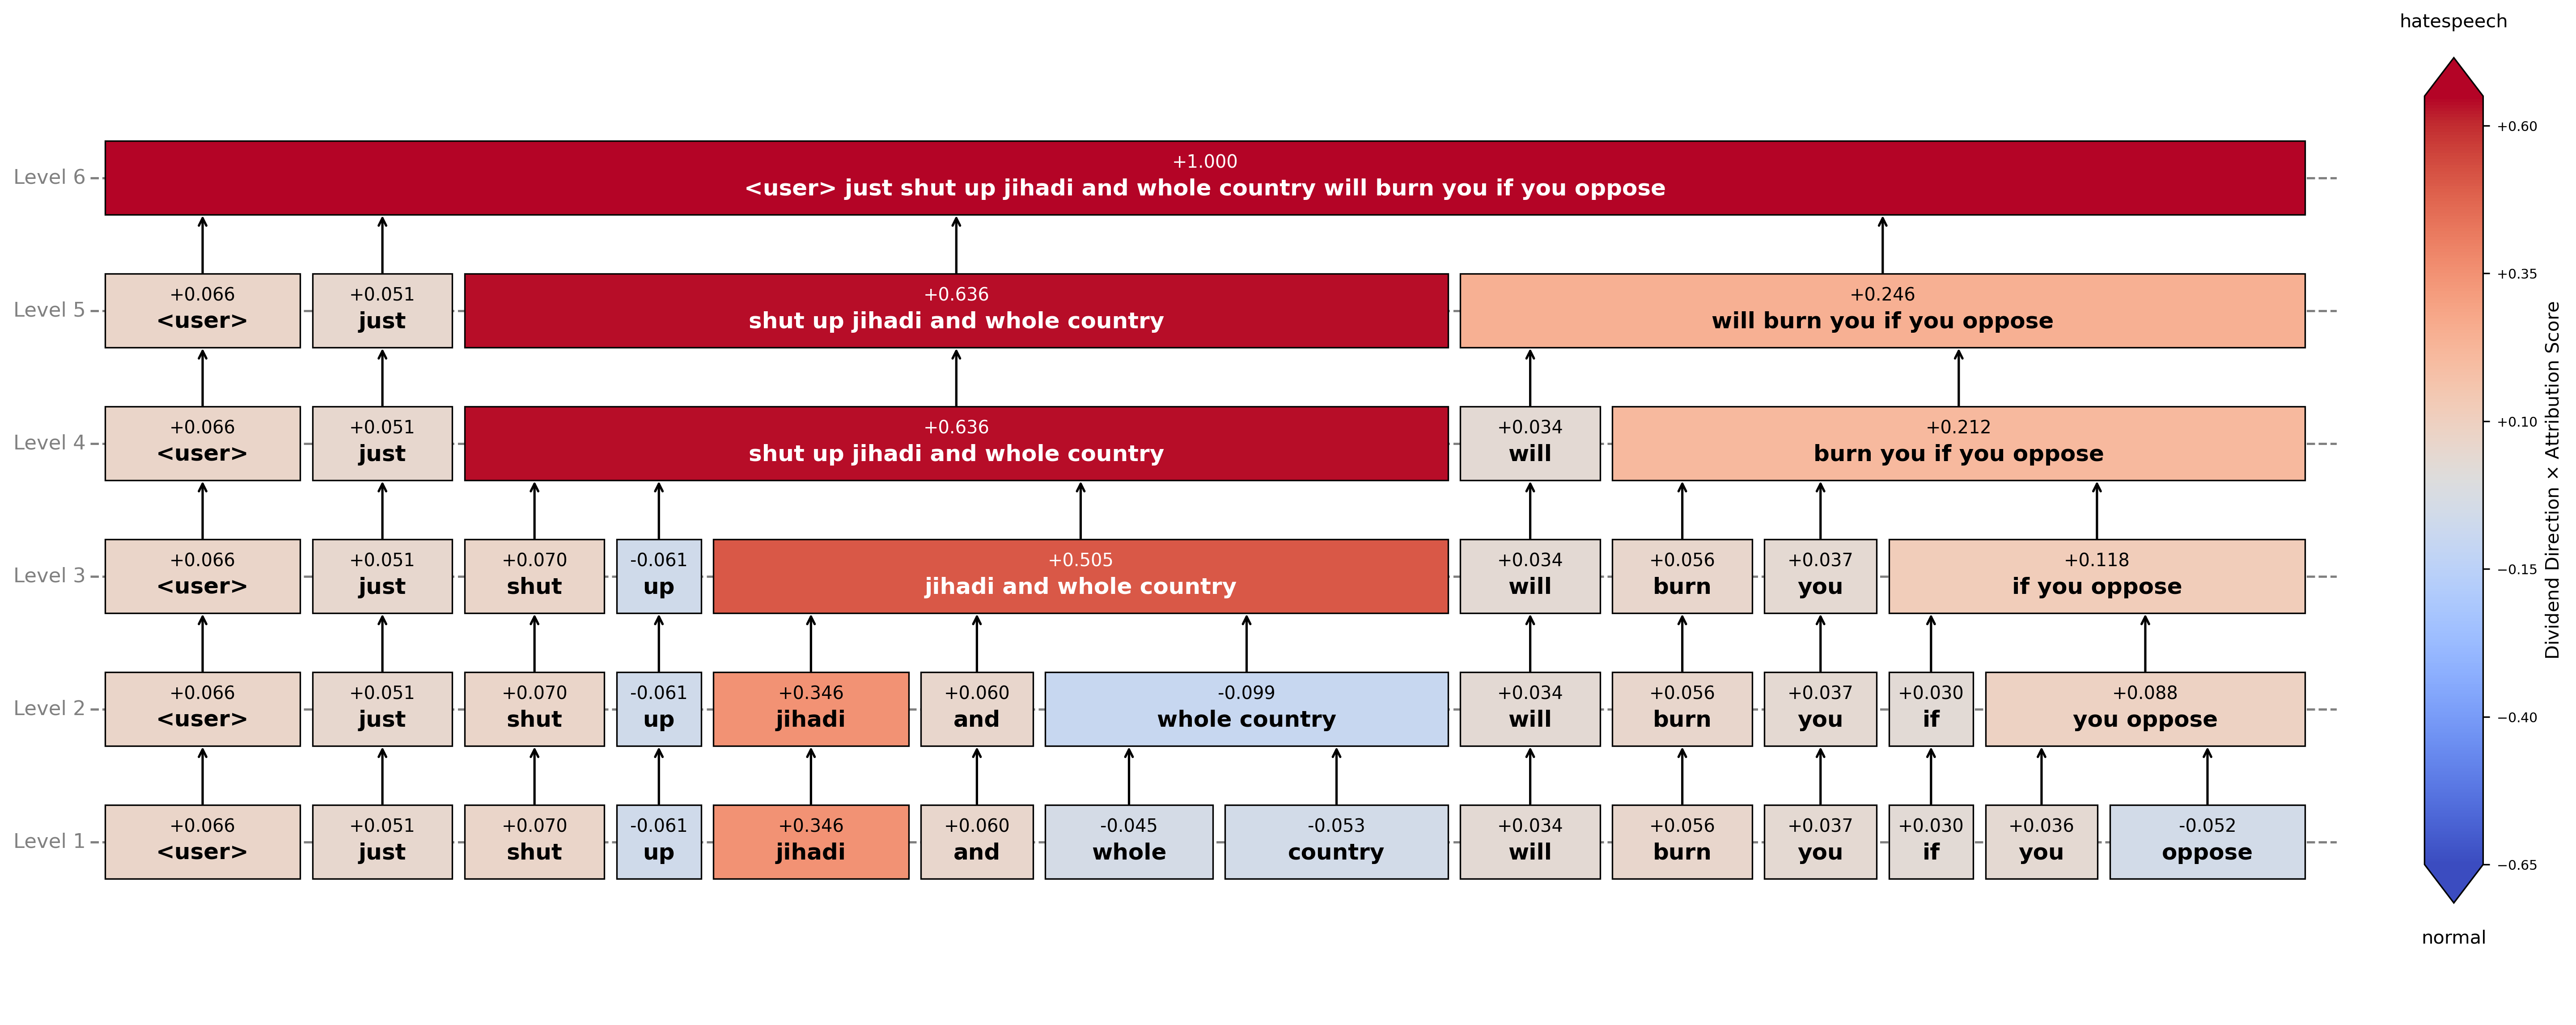 hatespeech
+1.000
Level 6
<user> just shut up jihadi and whole country will burn you if you oppose
+0.066 +0.051 +0.636 +0.246
Level 5
<user> just shut up jihadi and whole country will burn you if you oppose
+0.066 +0.051 +0.636 +0.034 +0.212
Level 4
<user> just shut up jihadi and whole country will burn you if you oppose
+0.066 +0.051 +0.070 -0.061 +0.505 +0.034 +0.056 +0.037 +0.118
Level 3
<user> just shut up jihadi and whole country will burn you if you oppose
+0.066 +0.051 +0.070 -0.061 +0.346 +0.060 -0.099 +0.034 +0.056 +0.037 +0.030 +0.088
Level 2
<user> just shut up jihadi and whole country will burn you if you oppose
+0.066 +0.051 +0.070 -0.061 +0.346 +0.060 -0.045 -0.053 +0.034 +0.056 +0.037 +0.030 +0.036 -0.052
Level 1
<user> just shut up jihadi and whole country will burn you if you oppose
+0.60
+0.35
+0.10
−0.15
−0.40
−0.65
Dividend Direction × Attribution Score
normal